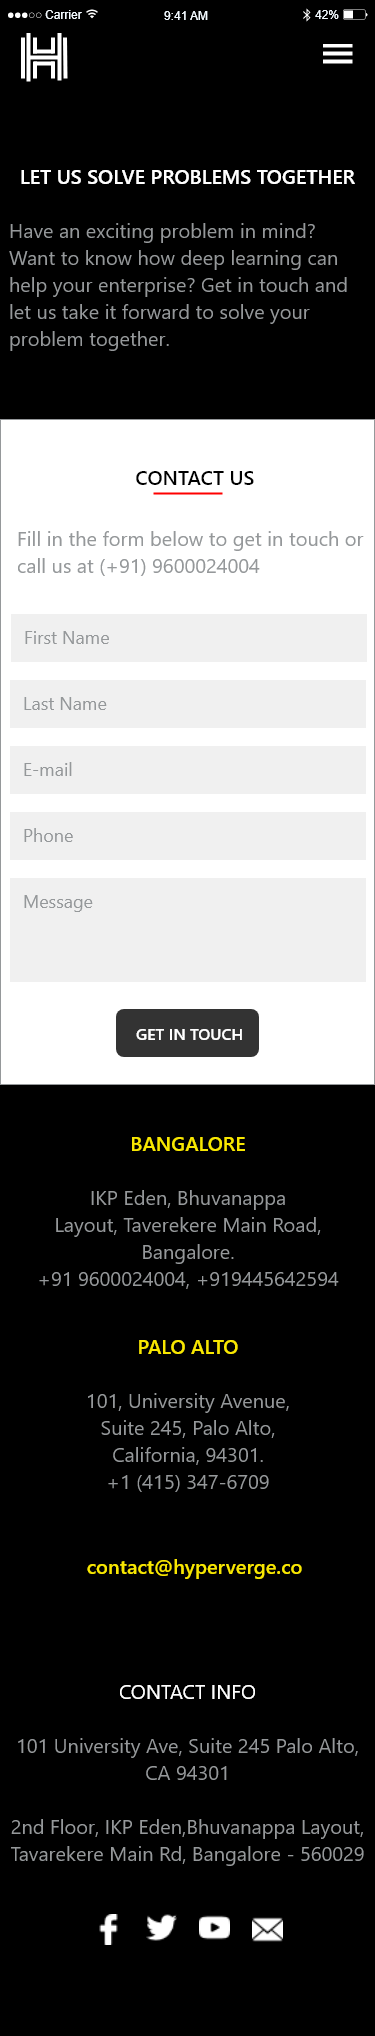 Carrier 9:41 AM 42%
H
LET US SOLVE PROBLEMS TOGETHER
Have an exciting problem in mind?
Want to know how deep learning can
help your enterprise? Get in touch and
let us take it forward to solve your
problem together.
CONTACT US
Fill in the form below to get in touch or
call us at (+91) 9600024004
First Name
Last Name
E-mail
Phone
Message
GET IN TOUCH
BANGALORE
IKP Eden, Bhuvanappa
Layout, Taverekere Main Road,
Bangalore.
+91 9600024004, +919445642594
PALO ALTO
101, University Avenue,
Suite 245, Palo Alto,
California, 94301.
+1 (415) 347-6709
contact@hyperverge.co
CONTACT INFO
101 University Ave, Suite 245 Palo Alto,
CA 94301
2nd Floor, IKP Eden,Bhuvanappa Layout,
Tavarekere Main Rd, Bangalore - 560029